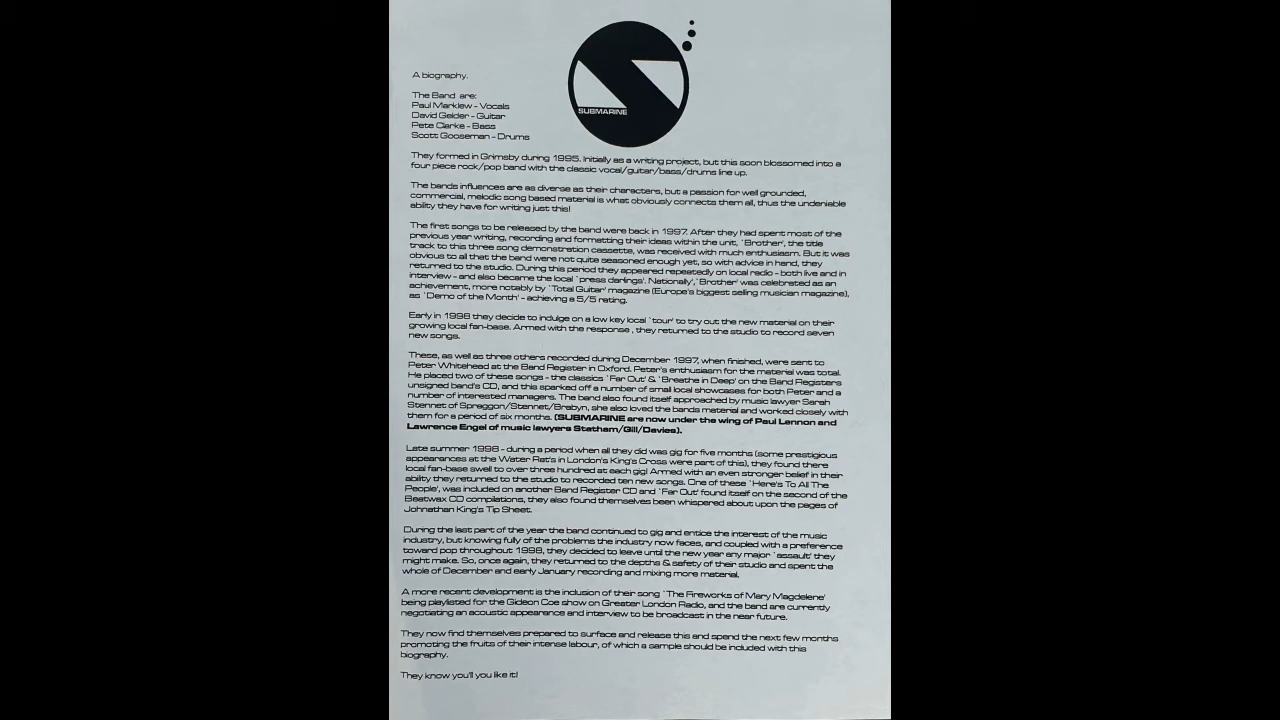 SUBMARINE
A biography.
The Band are:
Paul Marklew - Vocals
David Gelder - Guitar
Pete Clarke - Bass
Scott Gooseman - Drums
They formed in Grimsby during 1995. Initially as a writing project, but this soon blossomed into a
four piece rock/pop band with the classic vocal/guitar/bass/drums line up.
The bands influences are as diverse as their characters, but a passion for well grounded,
commercial, melodic song based material is what obviously connects them all, thus the undeniable
ability they have for writing just this!
The first songs to be released by the band were back in 1997. After they had spent most of the
previous year writing, recording and formatting their ideas within the unit, `Brother', the title
track to this three song demonstration cassette, was received with much enthusiasm. But it was
obvious to all that the band were not quite seasoned enough yet, so with advice in hand, they
returned to the studio. During this period they appeared repeatedly on local radio - both live and in
interview - and also became the local `press darlings'. Nationally',`Brother' was celebrated as an
achievement, more notably by `Total Guitar' magazine (Europe's biggest selling musician magazine),
as `Demo of the Month' - achieving a 5/5 rating.
Early in 1998 they decide to indulge on a low key local `tour' to try out the new material on their
growing local fan-base. Armed with the response , they returned to the studio to record seven
new songs.
These, as well as three others recorded during December 1997, when finished, were sent to
Peter Whitehead at the Band Register in Oxford. Peter's enthusiasm for the material was total.
He placed two of these songs - the classics `Far Out' & `Breathe in Deep' on the Band Registers
unsigned band's CD, and this sparked off a number of small local showcases for both Peter and a
number of interested managers. The band also found itself approached by music lawyer Sarah
Stennet of Spraggon/Stennet/Brabyn, she also loved the bands material and worked closely with
them for a period of six months. (SUBMARINE are now under the wing of Paul Lennon and
Lawrence Engel of music lawyers Statham/Gill/Davies).
Late summer 1998 - during a period when all they did was gig for five months (some prestigious
appearances at the Water Rat's in London's King's Cross were part of this), they found there
local fan-base swell to over three hundred at each gig! Armed with an even stronger belief in their
ability they returned to the studio to recorded ten new songs. One of these `Here's To All The
People', was included on another Band Register CD and `Far Out' found itself on the second of the
Beatwax CD compilations, they also found themselves been whispered about upon the pages of
Johnathan King's Tip Sheet.
During the last part of the year the band continued to gig and entice the interest of the music
industry, but knowing fully of the problems the industry now faces, and coupled with a preference
toward pop throughout 1998, they decided to leave until the new year any major `assault' they
might make. So, once again, they returned to the depths & safety of their studio and spent the
whole of December and early January recording and mixing more material.
A more recent development is the inclusion of their song `The Fireworks of Mary Magdelene'
being playlisted for the Gideon Coe show on Greater London Radio, and the band are currently
negotiating an acoustic appearance and interview to be broadcast in the near future.
They now find themselves prepared to surface and release this and spend the next few months
promoting the fruits of their intense labour, of which a sample should be included with this
biography.
They know you'll you like it!